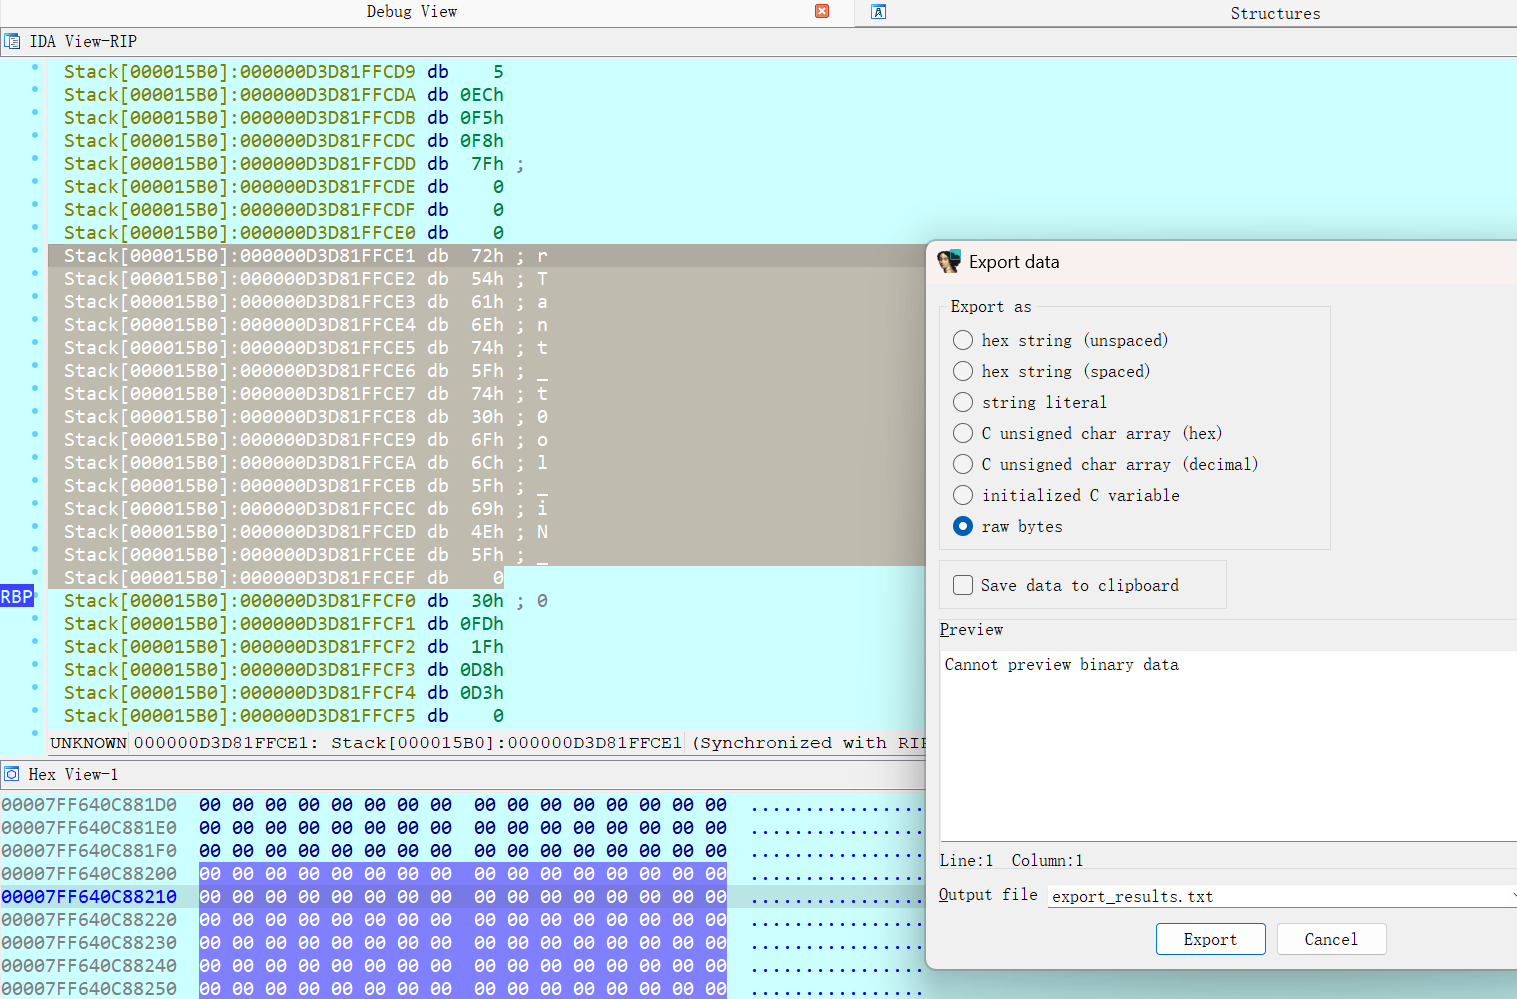 Debug View
Structures
IDA View-RIP
Stack[000015B0]:000000D3D81FFCD9 db 5
Stack[000015B0]:000000D3D81FFCDA db 0ECh
Stack[000015B0]:000000D3D81FFCDB db 0F5h
Stack[000015B0]:000000D3D81FFCDC db 0F8h
Stack[000015B0]:000000D3D81FFCDD db 7Fh ;
Stack[000015B0]:000000D3D81FFCDE db 0
Stack[000015B0]:000000D3D81FFCDF db 0
Stack[000015B0]:000000D3D81FFCE0 db 0
Stack[000015B0]:000000D3D81FFCE1 db 72h ; r
Stack[000015B0]:000000D3D81FFCE2 db 54h ; T
Stack[000015B0]:000000D3D81FFCE3 db 61h ; a
Stack[000015B0]:000000D3D81FFCE4 db 6Eh ; n
Stack[000015B0]:000000D3D81FFCE5 db 74h ; t
Stack[000015B0]:000000D3D81FFCE6 db 5Fh ; _
Stack[000015B0]:000000D3D81FFCE7 db 74h ; t
Stack[000015B0]:000000D3D81FFCE8 db 30h ; 0
Stack[000015B0]:000000D3D81FFCE9 db 6Fh ; o
Stack[000015B0]:000000D3D81FFCEA db 6Ch ; l
Stack[000015B0]:000000D3D81FFCEB db 5Fh ; _
Stack[000015B0]:000000D3D81FFCEC db 69h ; i
Stack[000015B0]:000000D3D81FFCED db 4Eh ; N
Stack[000015B0]:000000D3D81FFCEE db 5Fh ; _
Stack[000015B0]:000000D3D81FFCEF db 0
RBP Stack[000015B0]:000000D3D81FFCF0 db 30h ; 0
Stack[000015B0]:000000D3D81FFCF1 db 0FDh
Stack[000015B0]:000000D3D81FFCF2 db 1Fh
Stack[000015B0]:000000D3D81FFCF3 db 0D8h
Stack[000015B0]:000000D3D81FFCF4 db 0D3h
Stack[000015B0]:000000D3D81FFCF5 db 0
UNKNOWN 000000D3D81FFCE1: Stack[000015B0]:000000D3D81FFCE1 (Synchronized with RIP
Hex View-1
00007FF640C881D0 00 00 00 00 00 00 00 00 00 00 00 00 00 00 00 00 ................
00007FF640C881E0 00 00 00 00 00 00 00 00 00 00 00 00 00 00 00 00 ................
00007FF640C881F0 00 00 00 00 00 00 00 00 00 00 00 00 00 00 00 00 ................
00007FF640C88200 00 00 00 00 00 00 00 00 00 00 00 00 00 00 00 00 ................
00007FF640C88210 00 00 00 00 00 00 00 00 00 00 00 00 00 00 00 00 ................
00007FF640C88220 00 00 00 00 00 00 00 00 00 00 00 00 00 00 00 00 ................
00007FF640C88230 00 00 00 00 00 00 00 00 00 00 00 00 00 00 00 00 ................
00007FF640C88240 00 00 00 00 00 00 00 00 00 00 00 00 00 00 00 00 ................
00007FF640C88250 00 00 00 00 00 00 00 00 00 00 00 00 00 00 00 00 ................
Export data
Export as
hex string (unspaced)
hex string (spaced)
string literal
C unsigned char array (hex)
C unsigned char array (decimal)
initialized C variable
raw bytes
Save data to clipboard
Preview
Cannot preview binary data
Line:1 Column:1
Output file export_results.txt
Export Cancel